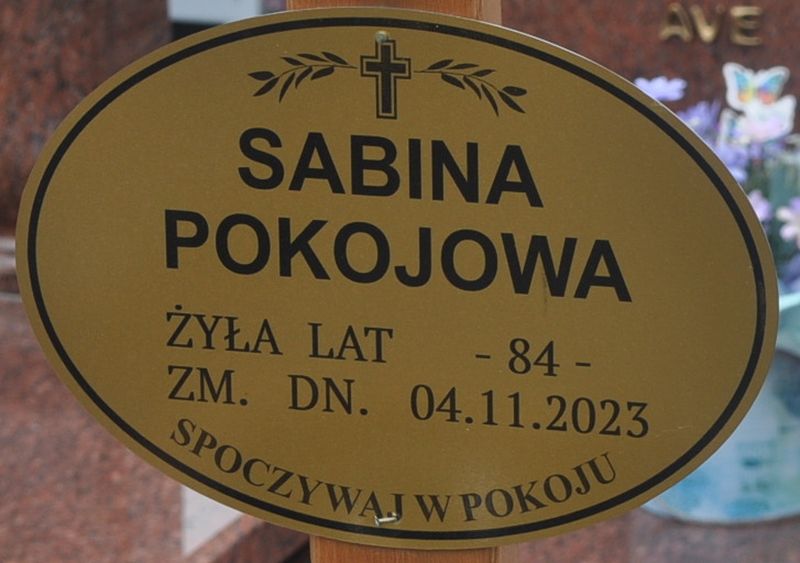 AVE
SABINA
POKOJOWA
ŻYŁA LAT - 84 -
ZM. DN. 04.11.2023
SPOCZYWAJ W POKOJU